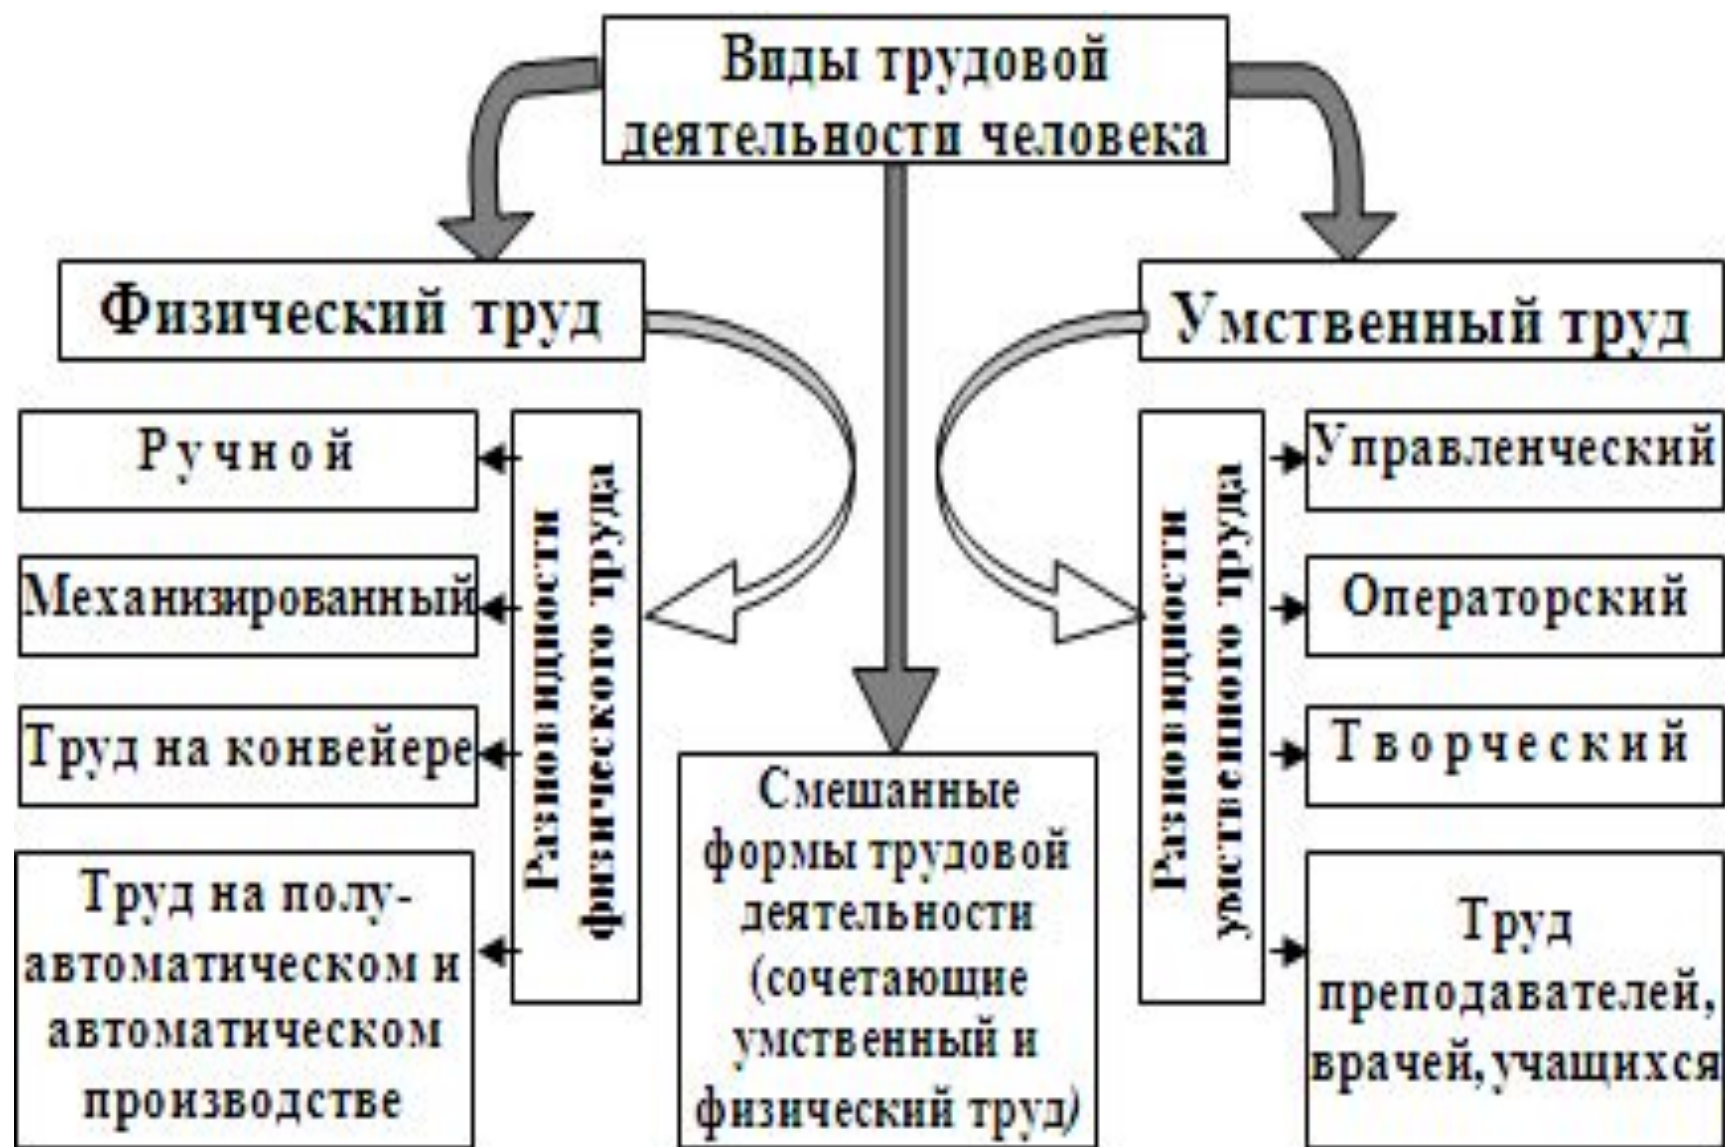 Виды трудовой
деятельности человека
Физический труд
Умственный труд
Ручной
Механизированный
Труд на конвейере
Труд на полу-
автоматическом и
автоматическом
производстве
Разновидности
физического труда
Смешанные
формы трудовой
деятельности
(сочетающие
умственный и
физический труд)
Разновидности
умственного труда
Управленческий
Операторский
Творческий
Труд
преподавателей,
врачей, учащихся